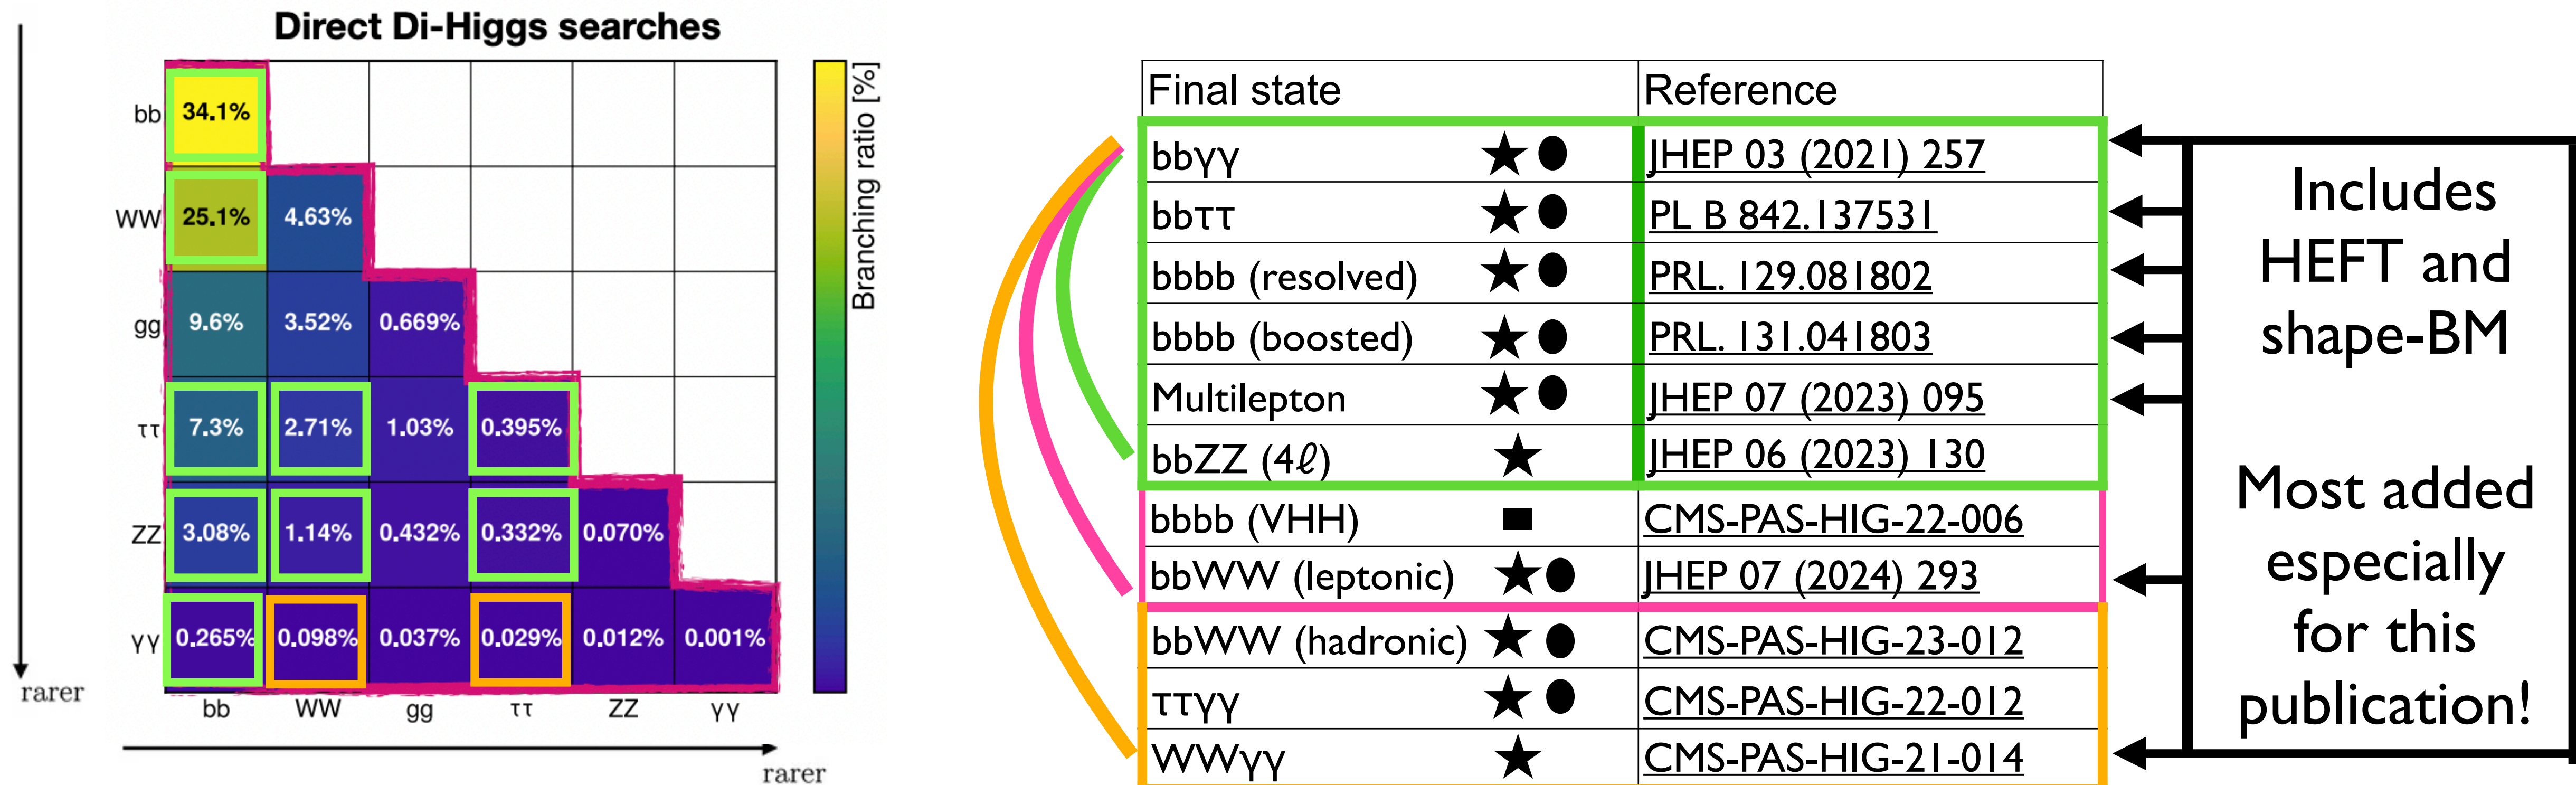 Direct Di-Higgs searches
bb 34.1%
WW 25.1% 4.63%
gg 9.6% 3.52% 0.669%
ττ 7.3% 2.71% 1.03% 0.395%
ZZ 3.08% 1.14% 0.432% 0.332% 0.070%
γγ 0.265% 0.098% 0.037% 0.029% 0.012% 0.001%
bb WW gg ττ ZZ γγ
rarer
rarer
Branching ratio [%]
Final state Reference
bbγγ ★ ● JHEP 03 (2021) 257
bbττ ★ ● PL B 842.137531
bbbb (resolved) ★ ● PRL. 129.081802
bbbb (boosted) ★ ● PRL. 131.041803
Multilepton ★ ● JHEP 07 (2023) 095
bbZZ (4ℓ) ★ JHEP 06 (2023) 130
bbbb (VHH) ■ CMS-PAS-HIG-22-006
bbWW (leptonic) ★ ● JHEP 07 (2024) 293
bbWW (hadronic) ★ ● CMS-PAS-HIG-23-012
ττγγ ★ ● CMS-PAS-HIG-22-012
WWγγ ★ CMS-PAS-HIG-21-014
Includes
HEFT and
shape-BM
Most added
especially
for this
publication!